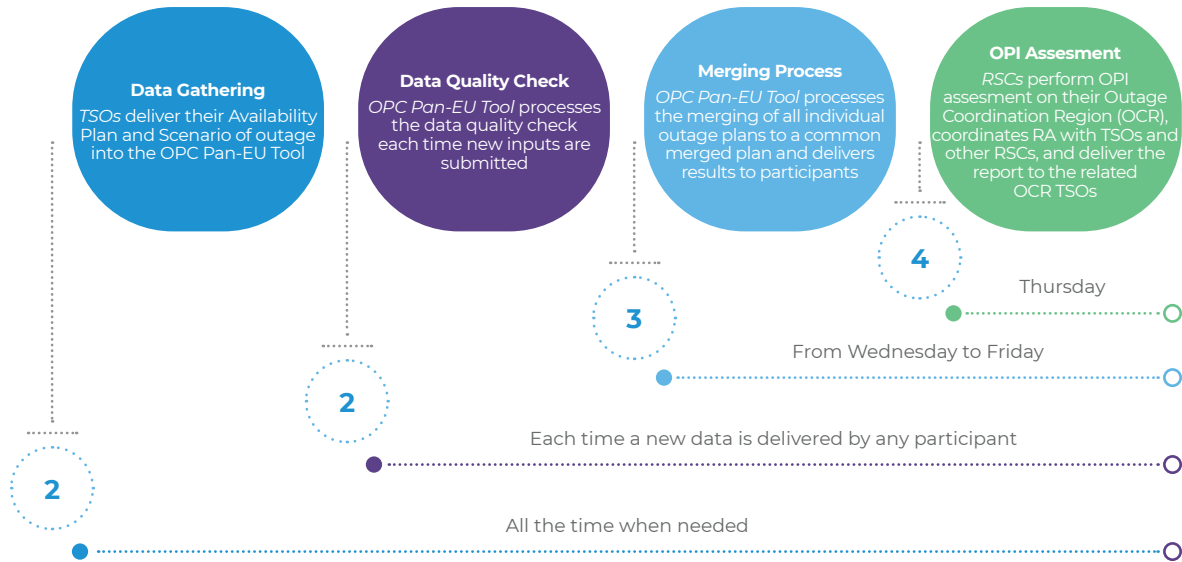 Data Gathering
TSOs deliver their Availability
Plan and Scenario of outage
into the OPC Pan-EU Tool
Data Quality Check
OPC Pan-EU Tool processes
the data quality check
each time new inputs are
submitted
Merging Process
OPC Pan-EU Tool processes
the merging of all individual
outage plans to a common
merged plan and delivers
results to participants
OPI Assesment
RSCs perform OPI
assesment on their Outage
Coordination Region (OCR),
coordinates RA with TSOs and
other RSCs, and deliver the
report to the related
OCR TSOs
4
Thursday
3
From Wednesday to Friday
2
Each time a new data is delivered by any participant
2
All the time when needed